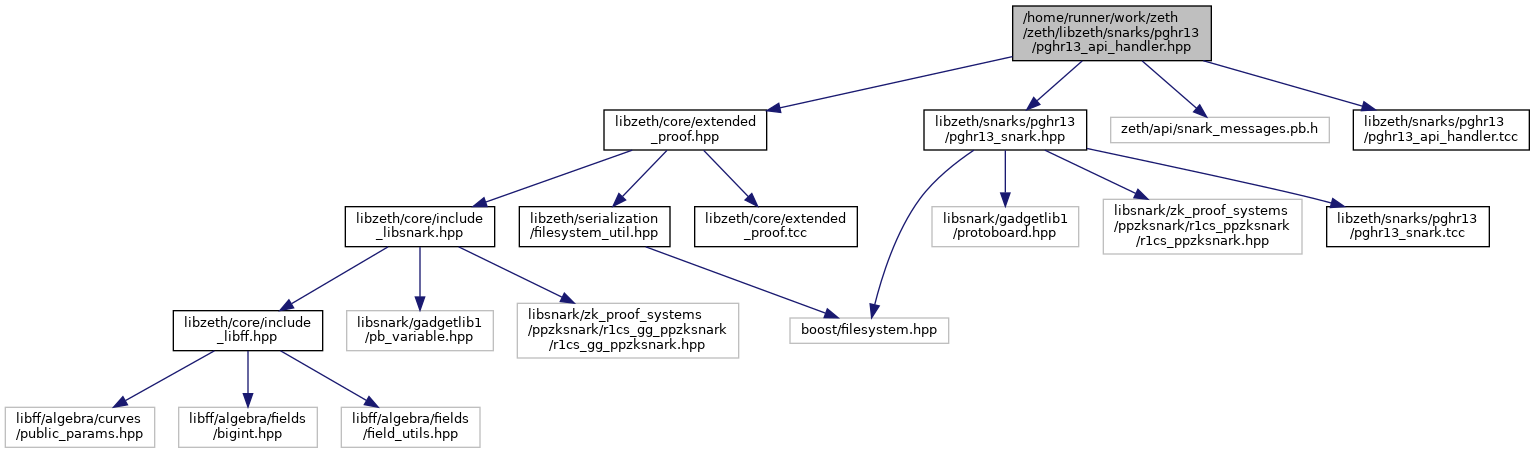 /home/runner/work/zeth
/zeth/libzeth/snarks/pghr13
/pghr13_api_handler.hpp
libzeth/core/extended
_proof.hpp
libzeth/snarks/pghr13
/pghr13_snark.hpp
zeth/api/snark_messages.pb.h
libzeth/snarks/pghr13
/pghr13_api_handler.tcc
libzeth/core/include
_libsnark.hpp
libzeth/serialization
/filesystem_util.hpp
libzeth/core/extended
_proof.tcc
libsnark/gadgetlib1
/protoboard.hpp
libsnark/zk_proof_systems
/ppzksnark/r1cs_ppzksnark
/r1cs_ppzksnark.hpp
libzeth/snarks/pghr13
/pghr13_snark.tcc
libzeth/core/include
_libff.hpp
libsnark/gadgetlib1
/pb_variable.hpp
libsnark/zk_proof_systems
/ppzksnark/r1cs_gg_ppzksnark
/r1cs_gg_ppzksnark.hpp
boost/filesystem.hpp
libff/algebra/curves
/public_params.hpp
libff/algebra/fields
/bigint.hpp
libff/algebra/fields
/field_utils.hpp